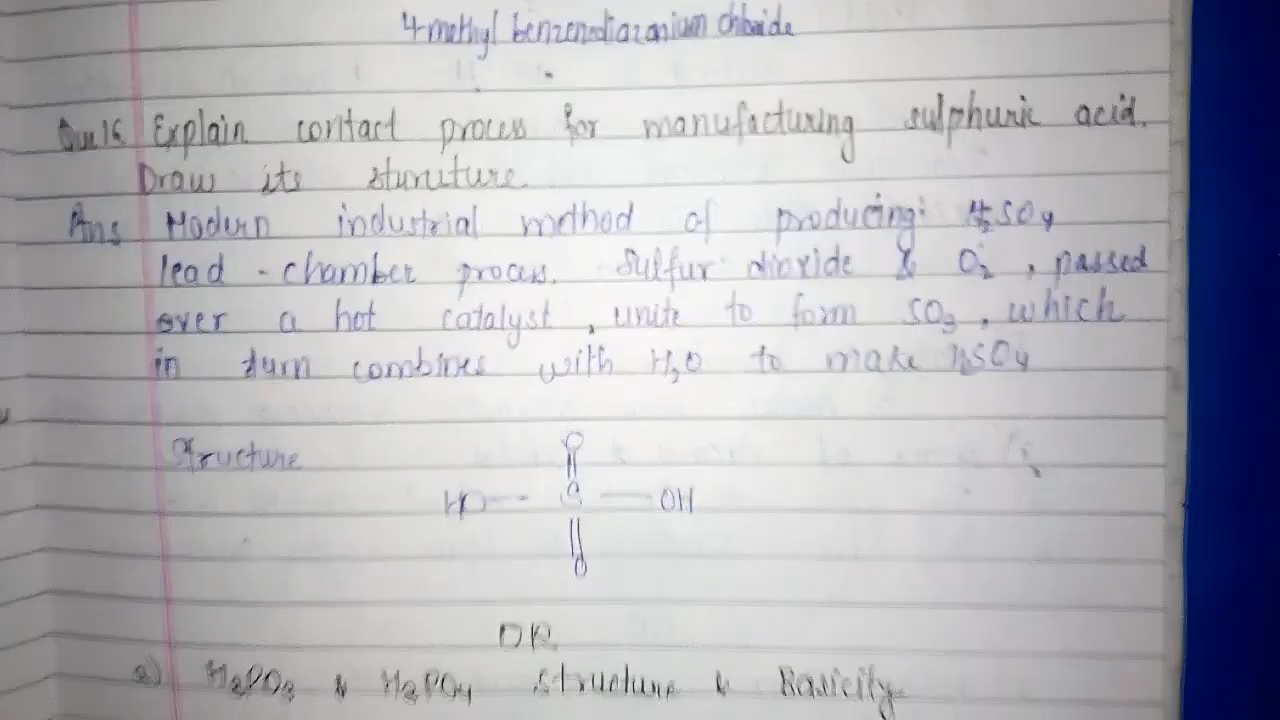 4-methyl benzenediazonium chloride
Explain contact process for manufacturing sulphuric acid.
Draw its sturuture
Ans Modern industrial method of producing H₂SO₄
lead-chamber process. Sulfur dioxide & O₂, passed
over a hot catalyst, unite to form SO₃, which
in turn combines with H₂O to make H₂SO₄
Structure
O
HO - S - OH
O
OR
a) H₃PO₃ & H₃PO₄ structure & Basicity